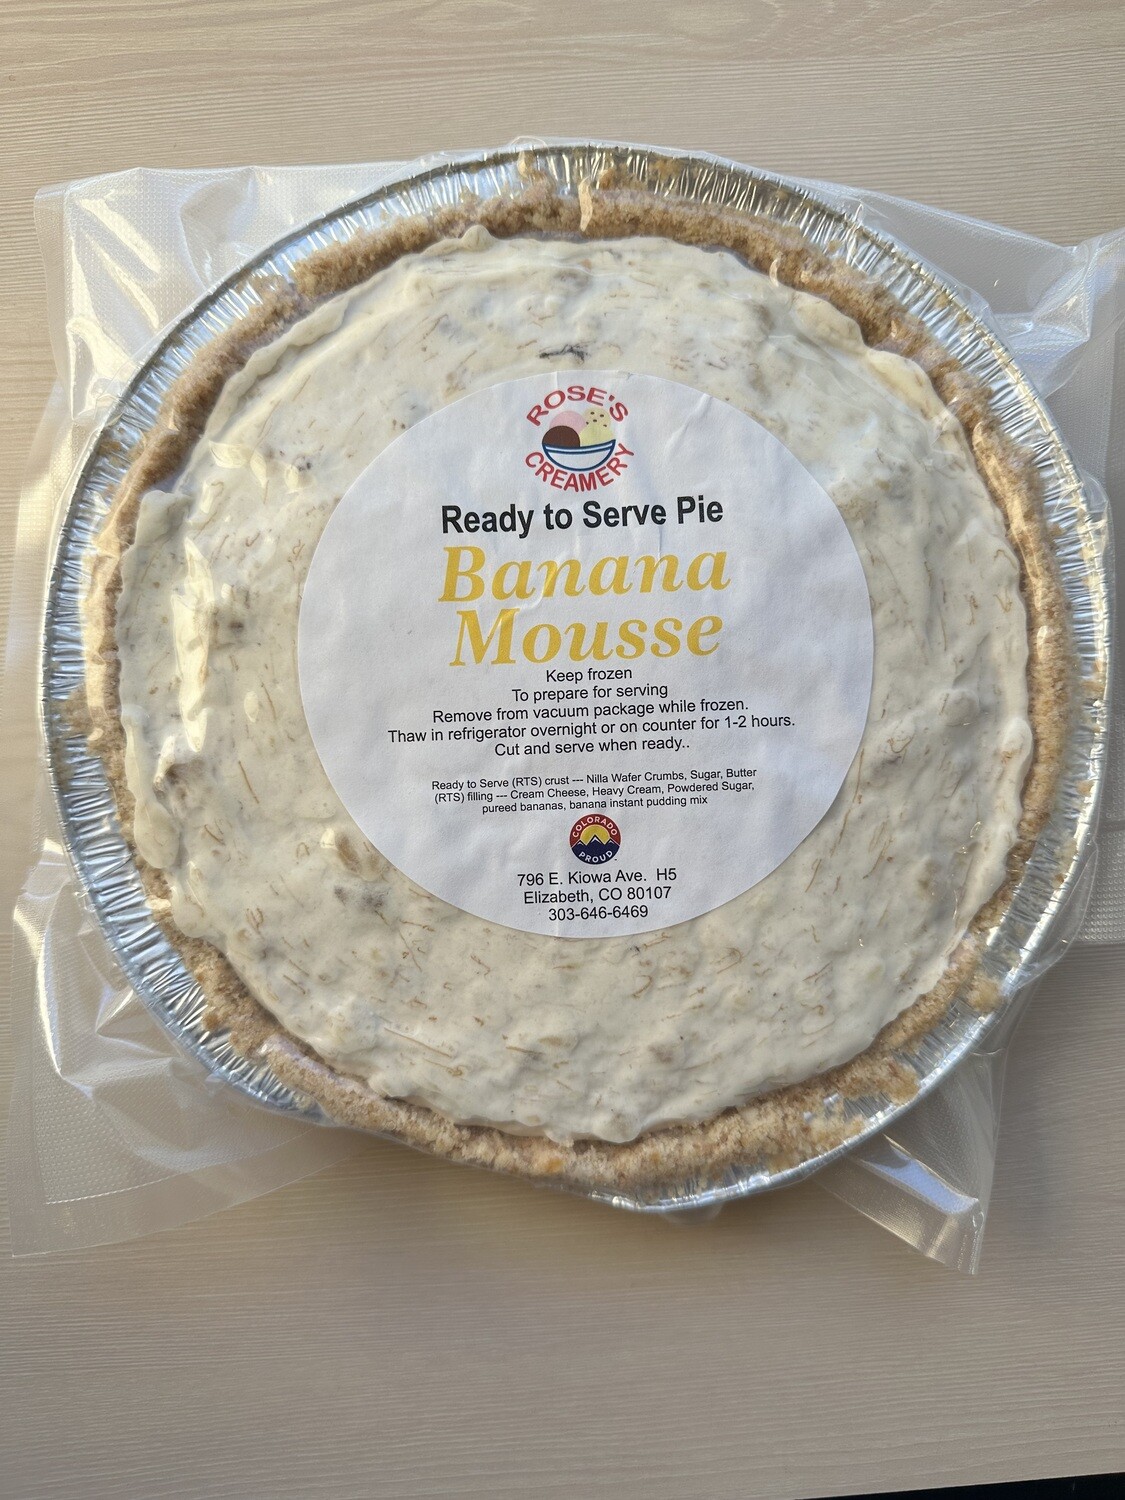 ROSE'S
CREAMERY
Ready to Serve Pie
Banana
Mousse
Keep frozen
To prepare for serving
Remove from vacuum package while frozen.
Thaw in refrigerator overnight or on counter for 1-2 hours.
Cut and serve when ready..
Ready to Serve (RTS) crust --- Nilla Wafer Crumbs, Sugar, Butter
(RTS) filling --- Cream Cheese, Heavy Cream, Powdered Sugar,
pureed bananas, banana instant pudding mix
COLORADO
PROUD
796 E. Kiowa Ave. H5
Elizabeth, CO 80107
303-646-6469